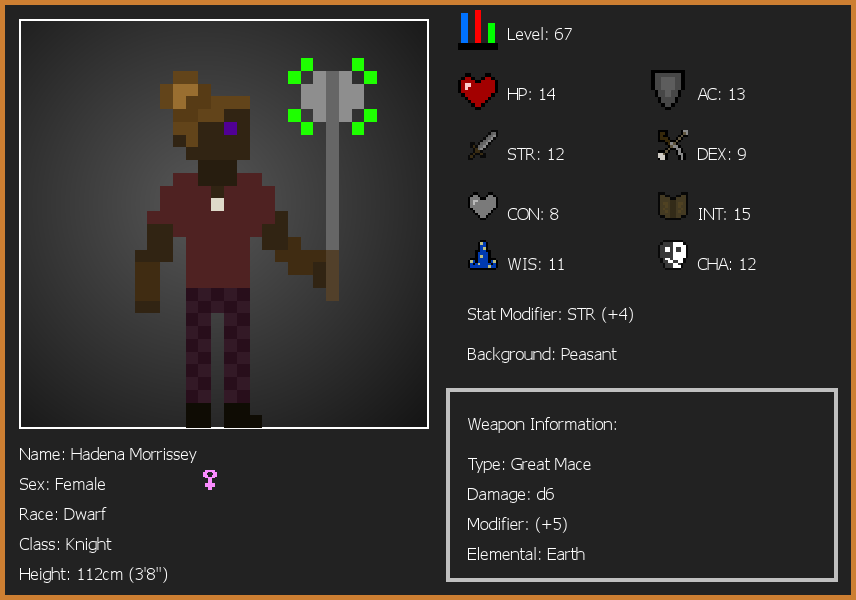 Level: 67
HP: 14
AC: 13
STR: 12
DEX: 9
CON: 8
INT: 15
WIS: 11
CHA: 12
Stat Modifier: STR (+4)
Background: Peasant
Weapon Information:
Type: Great Mace
Damage: d6
Modifier: (+5)
Elemental: Earth
Name: Hadena Morrissey
Sex: Female
Race: Dwarf
Class: Knight
Height: 112cm (3'8")